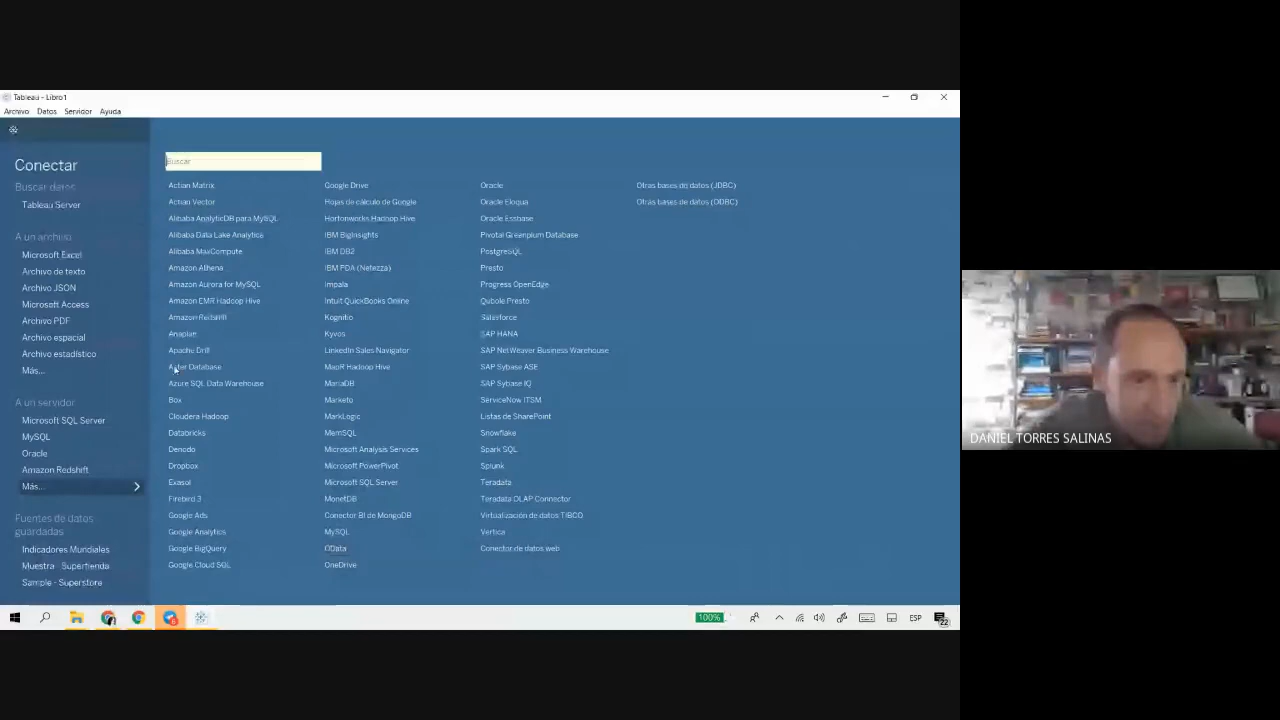 Tableau - Libro1
Archivo Datos Servidor Ayuda
Conectar
Buscar datos
Tableau Server
A un archivo
Microsoft Excel
Archivo de texto
Archivo JSON
Microsoft Access
Archivo PDF
Archivo espacial
Archivo estadístico
Más...
A un servidor
Microsoft SQL Server
MySQL
Oracle
Amazon Redshift
Más...
Fuentes de datos
guardadas
Indicadores Mundiales
Muestra - Supertienda
Sample - Superstore
Buscar
Actian Matrix
Actian Vector
Alibaba AnalyticDB para MySQL
Alibaba Data Lake Analytics
Alibaba MaxCompute
Amazon Athena
Amazon Aurora for MySQL
Amazon EMR Hadoop Hive
Amazon Redshift
Anaplan
Apache Drill
Aster Database
Azure SQL Data Warehouse
Box
Cloudera Hadoop
Databricks
Denodo
Dropbox
Exasol
Firebird 3
Google Ads
Google Analytics
Google BigQuery
Google Cloud SQL
Google Drive
Hojas de cálculo de Google
Hortonworks Hadoop Hive
IBM BigInsights
IBM DB2
IBM PDA (Netezza)
Impala
Intuit QuickBooks Online
Kognitio
Kyvos
LinkedIn Sales Navigator
MapR Hadoop Hive
MariaDB
Marketo
MarkLogic
MemSQL
Microsoft Analysis Services
Microsoft PowerPivot
Microsoft SQL Server
MonetDB
Conector BI de MongoDB
MySQL
OData
OneDrive
Oracle
Oracle Eloqua
Oracle Essbase
Pivotal Greenplum Database
PostgreSQL
Presto
Progress OpenEdge
Qubole Presto
Salesforce
SAP HANA
SAP NetWeaver Business Warehouse
SAP Sybase ASE
SAP Sybase IQ
ServiceNow ITSM
Listas de SharePoint
Snowflake
Spark SQL
Splunk
Teradata
Teradata OLAP Connector
Virtualización de datos TIBCO
Vertica
Conector de datos web
Otras bases de datos (JDBC)
Otras bases de datos (ODBC)
100%
ESP
22
DANIEL TORRES SALINAS